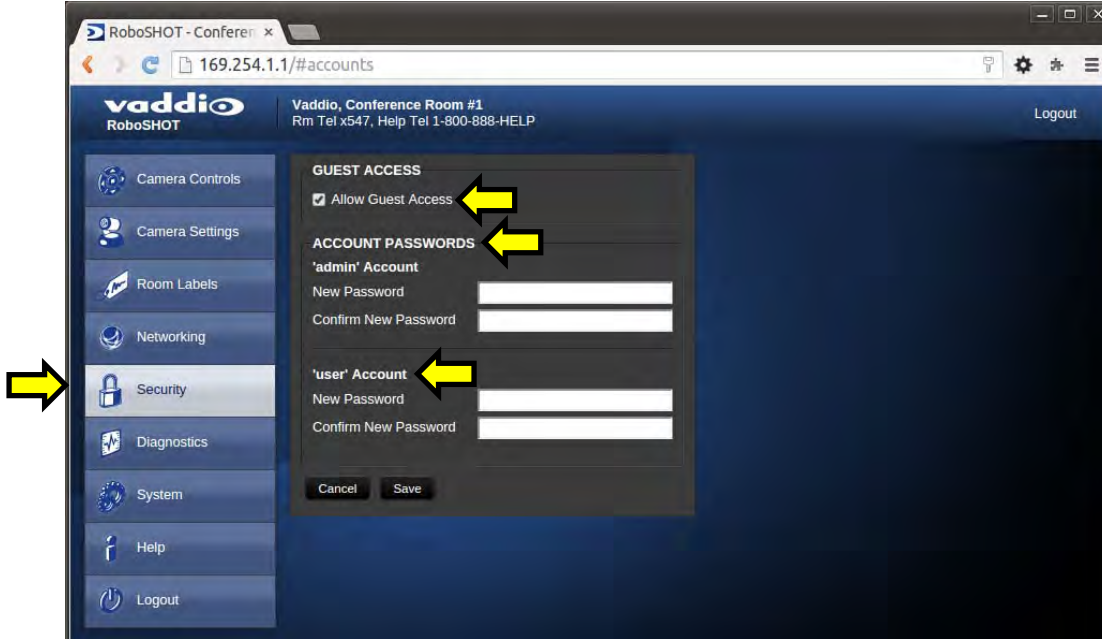 RoboSHOT - Conferen ×
169.254.1.1/#accounts
vaddio
RoboSHOT
Vaddio, Conference Room #1
Rm Tel x547, Help Tel 1-800-888-HELP
Logout
Camera Controls
Camera Settings
Room Labels
Networking
Security
Diagnostics
System
Help
Logout
GUEST ACCESS
Allow Guest Access
ACCOUNT PASSWORDS
'admin' Account
New Password
Confirm New Password
'user' Account
New Password
Confirm New Password
Cancel Save